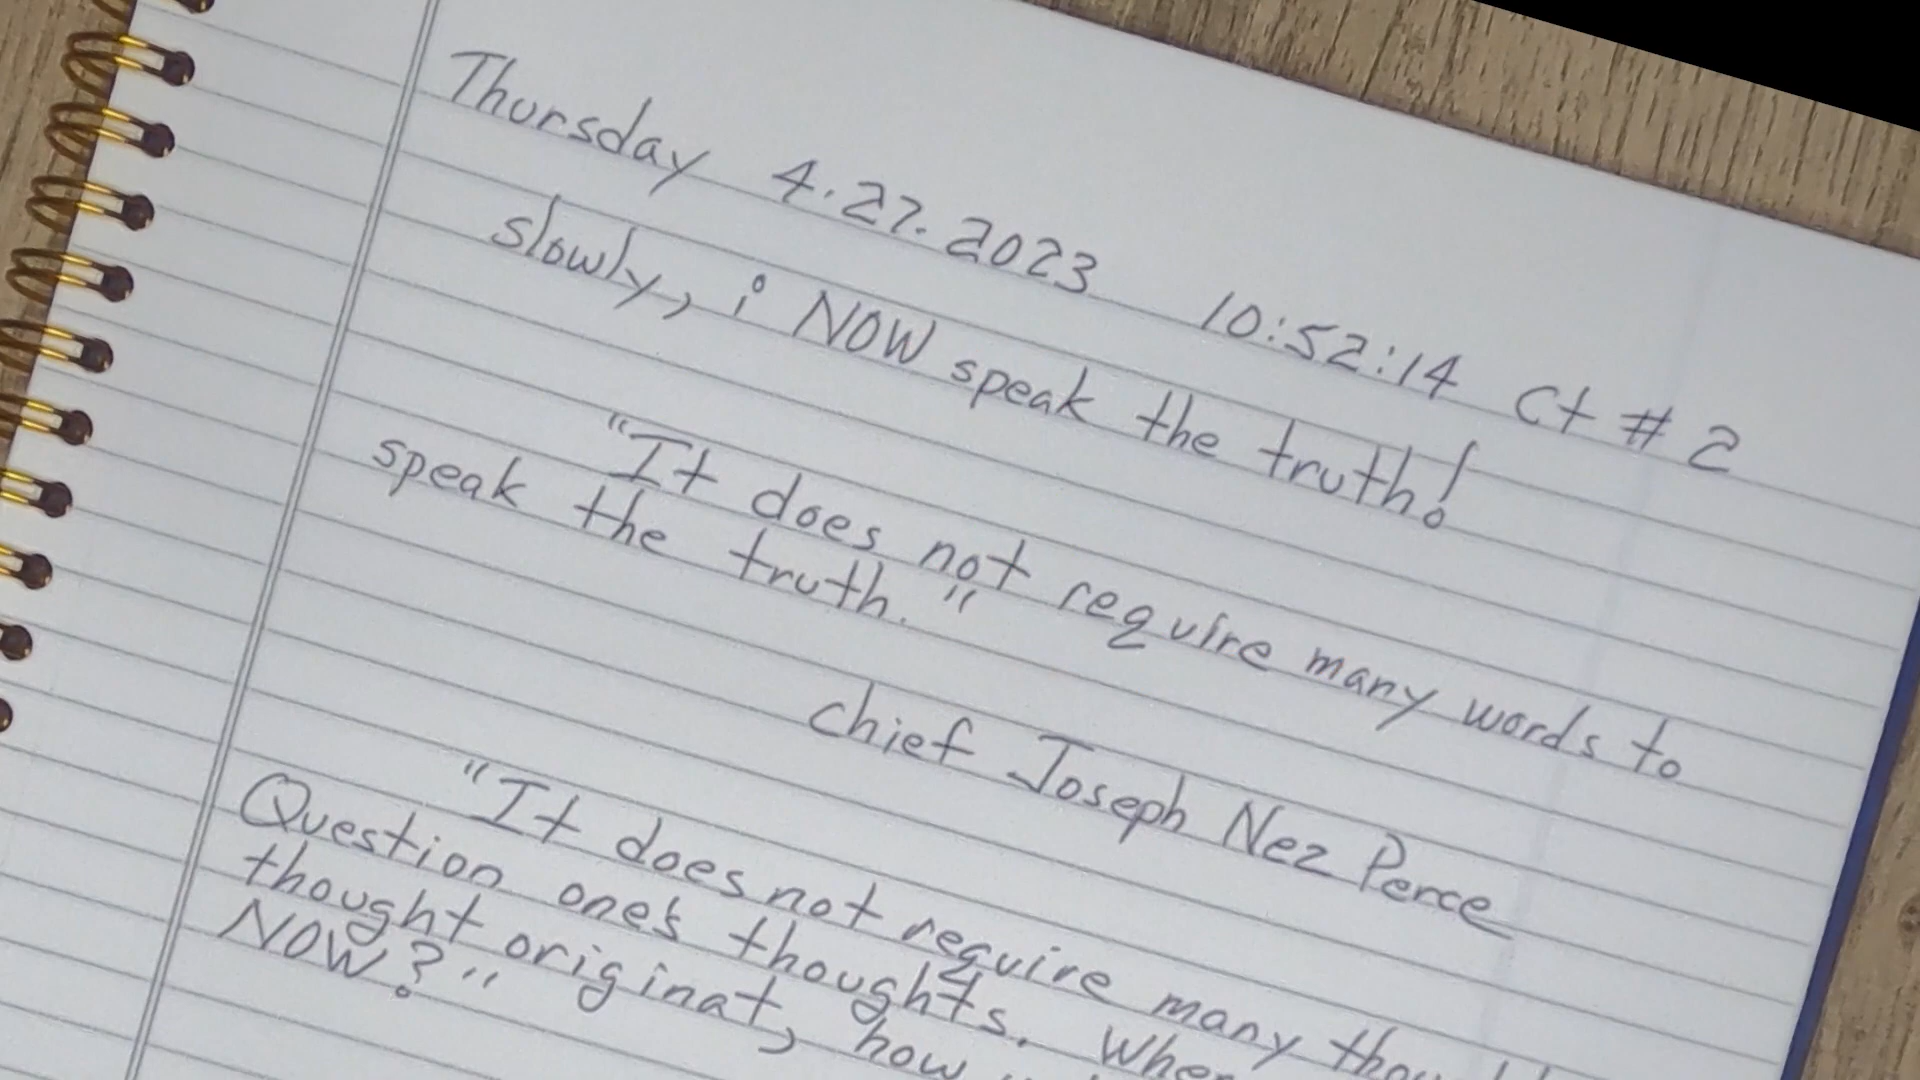 Thursday 4.27.2023 10:52:14 Ct # 2
slowly, i NOW speak the truth!
"It does not require many words to
speak the truth."
Chief Joseph Nez Perce
"It does not require many
Question one's thoughts.
thought originat, how
NOW?"